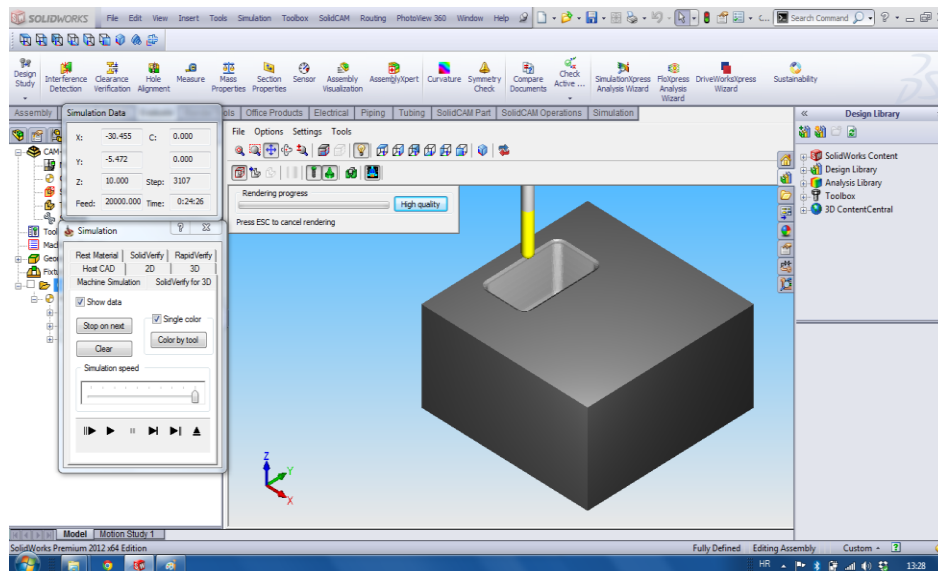 SOLIDWORKS File Edit View Insert Tools Simulation Toolbox SolidCAM Routing PhotoView 360 Window Help C... Search Command
Design Study
Interference Detection
Clearance Verification
Hole Alignment
Measure
Mass Properties
Section Properties
Sensor
Assembly Visualization
AssemblyXpert
Curvature
Symmetry Check
Compare Documents
Check Active ...
SimulationXpress Analysis Wizard
FloXpress Analysis Wizard
DriveWorksXpress Wizard
Sustainability
Assembly
ols Office Products Electrical Piping Tubing SolidCAM Part SolidCAM Operations Simulation
Simulation Data
X: -30.455 C: 0.000
Y: -5.472 0.000
Z: 10.000 Step: 3107
Feed: 20000.000 Time: 0:24:26
File Options Settings Tools
Rendering progress
High quality
Press ESC to cancel rendering
CAM-
Tool
Mach
Geor
Fixtu
Simulation
Rest Material SolidVerify RapidVerify
Host CAD 2D 3D
Machine Simulation SolidVerify for 3D
Show data
Stop on next
Single color
Clear
Color by tool
Simulation speed
Z
Y
X
Design Library
SolidWorks Content
Design Library
Analysis Library
Toolbox
3D ContentCentral
Model Motion Study 1
SolidWorks Premium 2012 x64 Edition
Fully Defined Editing Assembly Custom
HR 13:28